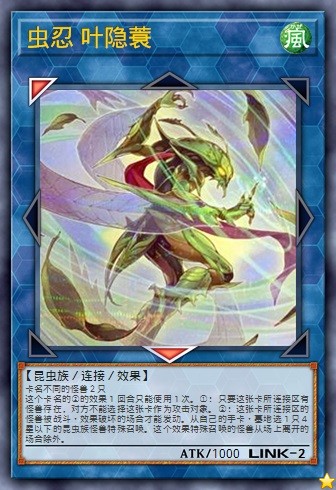 虫忍 叶隐蓑
風
【昆虫族／连接／效果】
卡名不同的怪兽２只
这个卡名的②的效果１回合只能使用１次。①：只要这张卡所连接区有
怪兽存在，对方不能选择这张卡作为攻击对象。②：这张卡所连接区的
怪兽被战斗·效果破坏的场合才能发动。从自己的手卡·墓地选１只４
星以下的昆虫族怪兽特殊召唤。这个效果特殊召唤的怪兽从场上离开的
场合除外。
ATK/1000 LINK-2